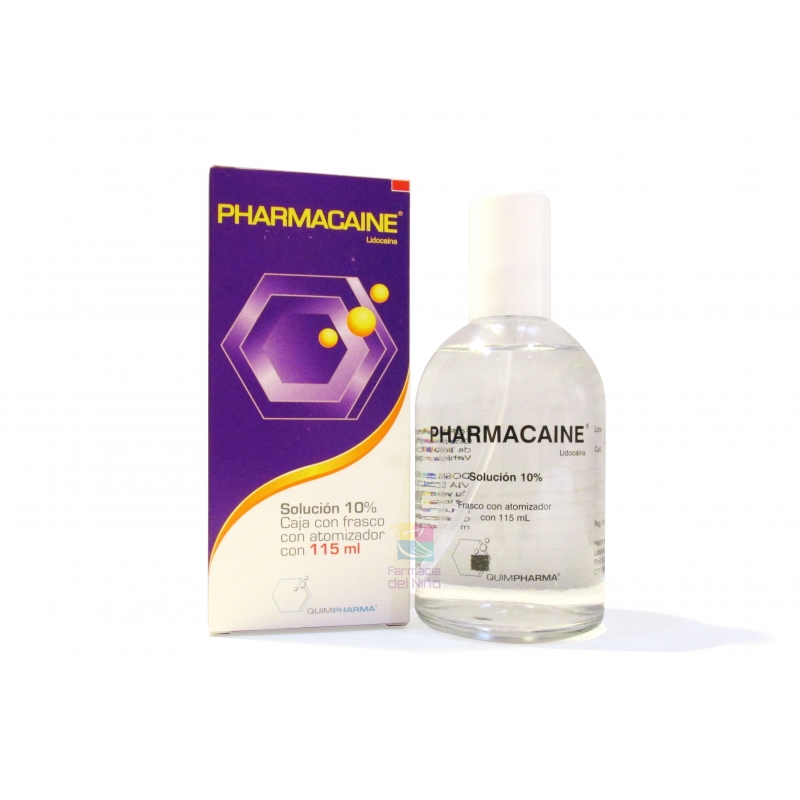 PHARMACAINE®
Lidocaína
Solución 10%
Caja con frasco
con atomizador
con 115 ml
QUIMPHARMA®
Farmacia
del Niño
PHARMACAINE®
Lidocaína
Solución 10%
Frasco con atomizador
con 115 mL
QUIMPHARMA®